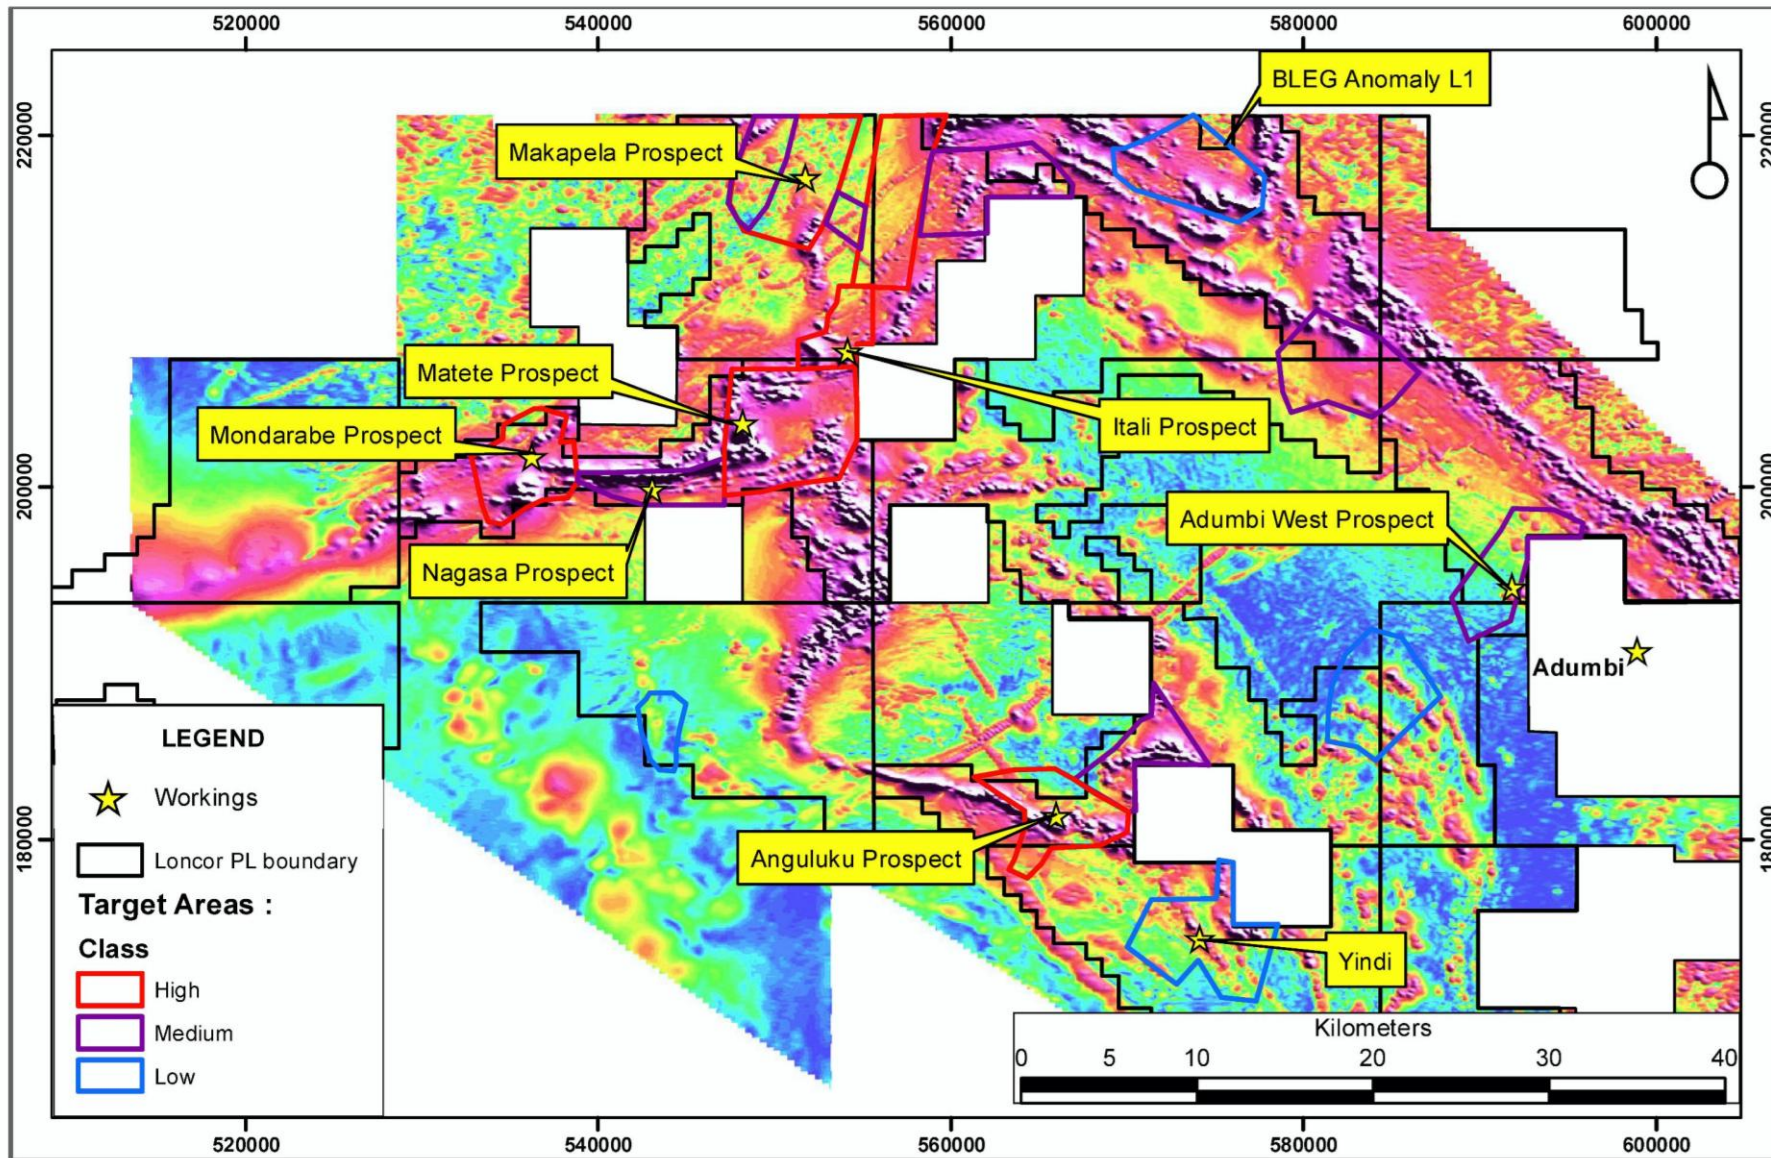 520000
540000
560000
580000
600000
220000
220000
BLEG Anomaly L1
Makapela Prospect
Matete Prospect
Itali Prospect
Mondarabe Prospect
200000
200000
Adumbi West Prospect
Nagasa Prospect
Adumbi
LEGEND
Workings
Loncor PL boundary
Target Areas :
Class
High
Medium
Low
180000
180000
Anguluku Prospect
Yindi
Kilometers
0
5
10
20
30
40
520000
540000
560000
580000
600000